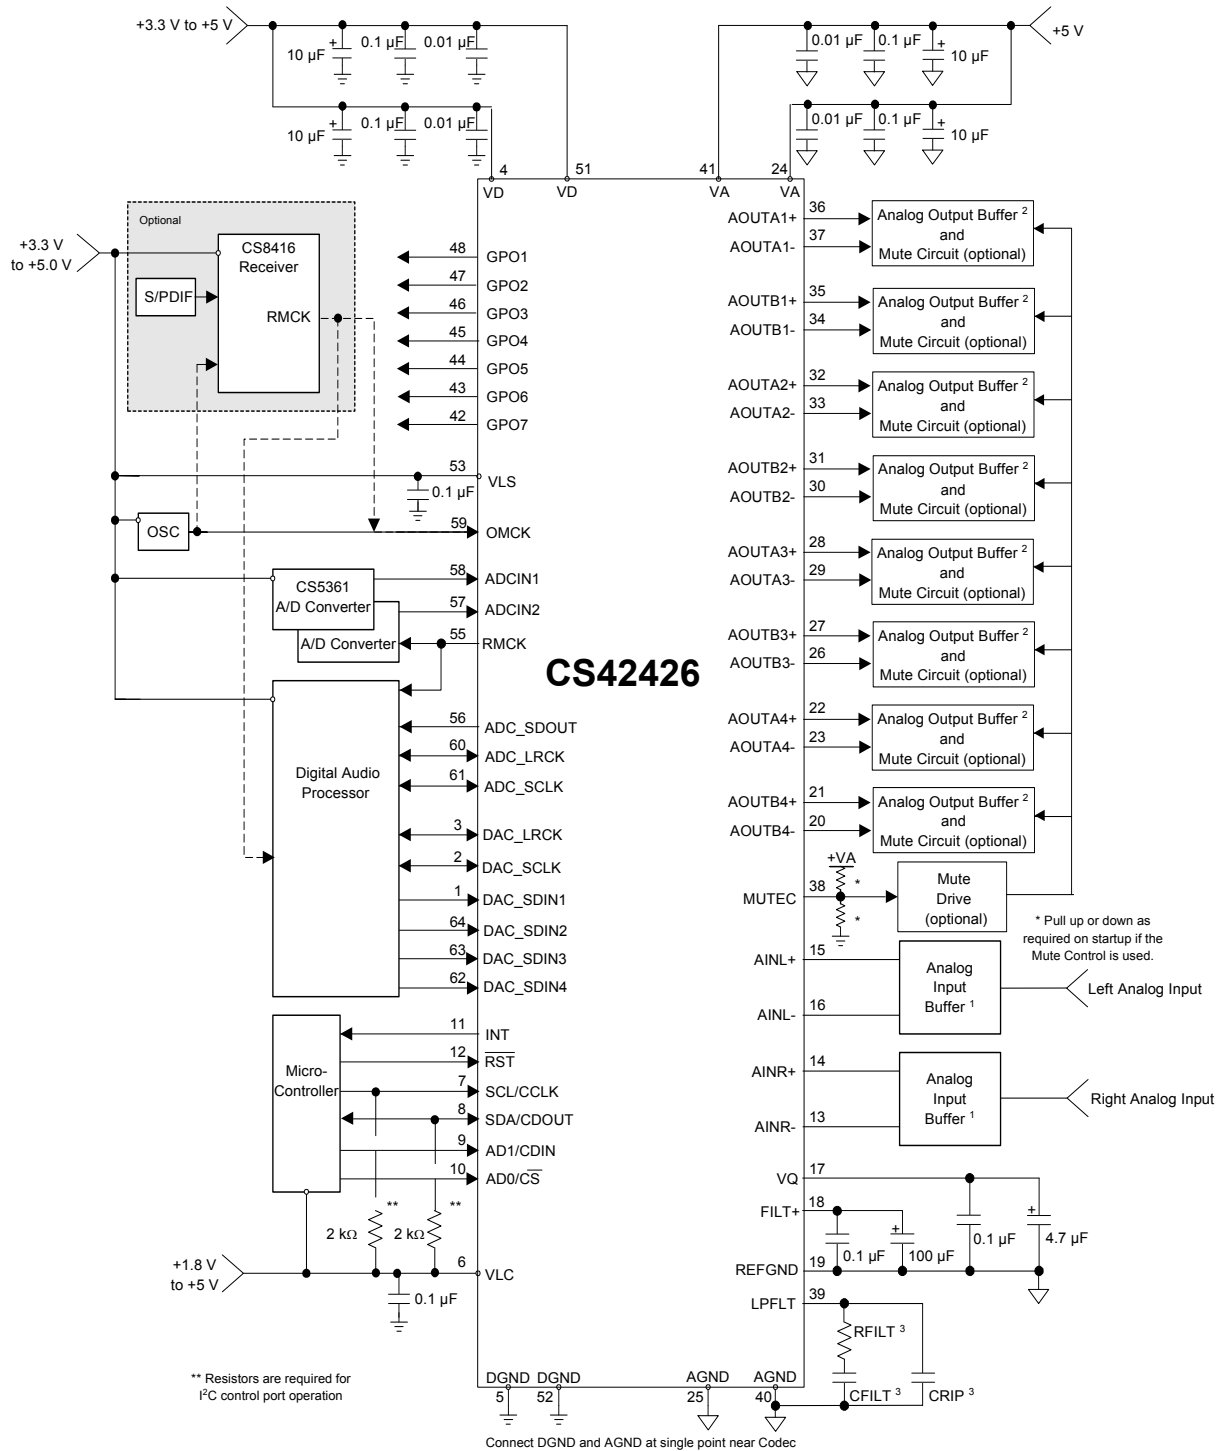 +3.3 V to +5 V
10 µF
+
0.1 µF
0.01 µF
10 µF
+
0.1 µF
0.01 µF
0.01 µF
0.1 µF
+
10 µF
+5 V
0.01 µF
0.1 µF
+
10 µF
4
51
41
24
VD
VD
VA
VA
Optional
+3.3 V
to +5.0 V
CS8416
Receiver
S/PDIF
RMCK
48
GPO1
47
GPO2
46
GPO3
45
GPO4
44
GPO5
43
GPO6
42
GPO7
53
VLS
0.1 µF
OSC
59
OMCK
CS5361
A/D Converter
A/D Converter
58
ADCIN1
57
ADCIN2
55
RMCK
CS42426
Digital Audio
Processor
56
ADC_SDOUT
60
ADC_LRCK
61
ADC_SCLK
3
DAC_LRCK
2
DAC_SCLK
1
DAC_SDIN1
64
DAC_SDIN2
63
DAC_SDIN3
62
DAC_SDIN4
Micro-
Controller
11
INT
12
RST
7
SCL/CCLK
8
SDA/CDOUT
9
AD1/CDIN
10
AD0/CS
**
**
2 kΩ
2 kΩ
+1.8 V
to +5 V
6
VLC
0.1 µF
** Resistors are required for
I²C control port operation
AOUTA1+
36
AOUTA1-
37
Analog Output Buffer ²
and
Mute Circuit (optional)
AOUTB1+
35
AOUTB1-
34
Analog Output Buffer ²
and
Mute Circuit (optional)
AOUTA2+
32
AOUTA2-
33
Analog Output Buffer ²
and
Mute Circuit (optional)
AOUTB2+
31
AOUTB2-
30
Analog Output Buffer ²
and
Mute Circuit (optional)
AOUTA3+
28
AOUTA3-
29
Analog Output Buffer ²
and
Mute Circuit (optional)
AOUTB3+
27
AOUTB3-
26
Analog Output Buffer ²
and
Mute Circuit (optional)
AOUTA4+
22
AOUTA4-
23
Analog Output Buffer ²
and
Mute Circuit (optional)
AOUTB4+
21
AOUTB4-
20
Analog Output Buffer ²
and
Mute Circuit (optional)
+VA
*
*
MUTEC
38
Mute
Drive
(optional)
* Pull up or down as
required on startup if the
Mute Control is used.
AINL+
15
AINL-
16
Analog
Input
Buffer ¹
Left Analog Input
AINR+
14
AINR-
13
Analog
Input
Buffer ¹
Right Analog Input
VQ
17
FILT+
18
0.1 µF
+
100 µF
0.1 µF
+
4.7 µF
REFGND
19
LPFLT
39
RFILT ³
CFILT ³
CRIP ³
DGND
DGND
AGND
AGND
5
52
25
40
Connect DGND and AGND at single point near Codec